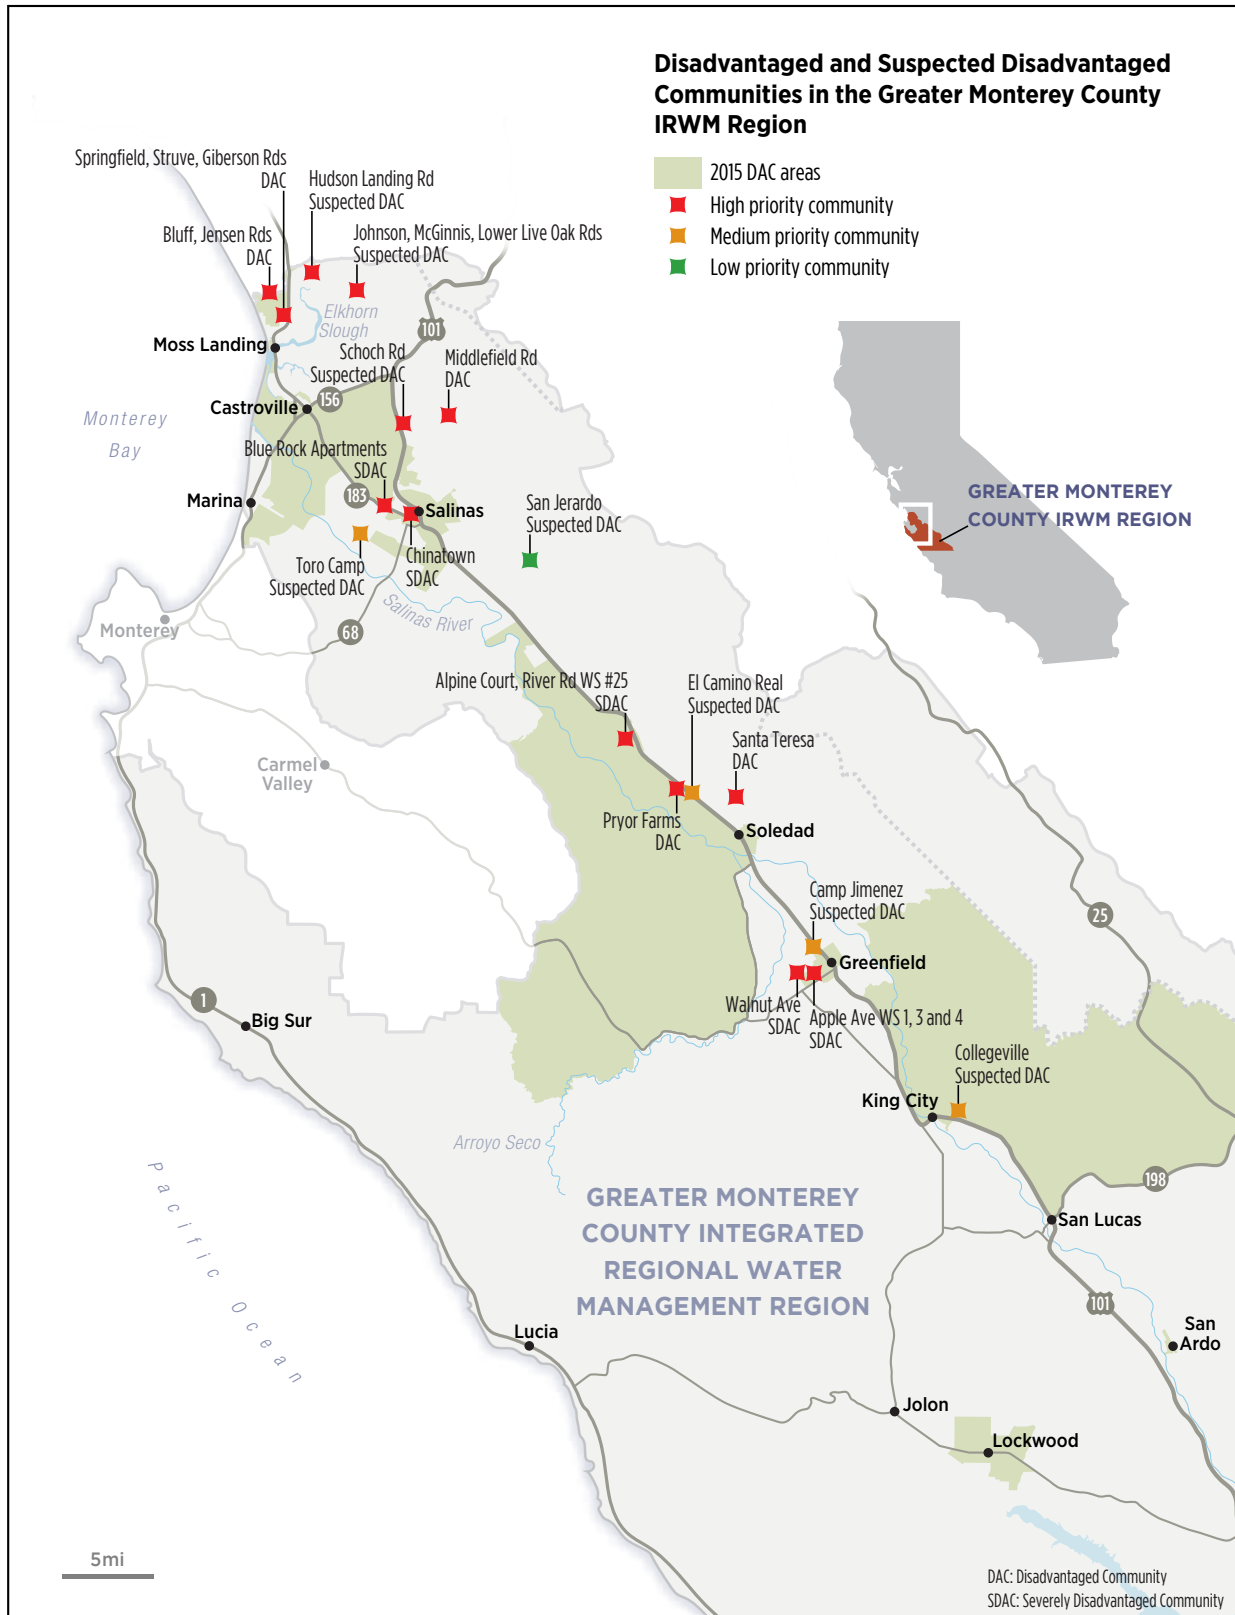 Disadvantaged and Suspected Disadvantaged
Communities in the Greater Monterey County
IRWM Region
2015 DAC areas
High priority community
Medium priority community
Low priority community
Springfield, Struve, Giberson Rds
DAC
Hudson Landing Rd
Suspected DAC
Bluff, Jensen Rds
DAC
Johnson, McGinnis, Lower Live Oak Rds
Suspected DAC
Elkhorn
Slough
101
Moss Landing
Schoch Rd
Suspected DAC
Middlefield Rd
DAC
156
Castroville
Monterey
Bay
Blue Rock Apartments
SDAC
183
Marina
Salinas
San Jerardo
Suspected DAC
Toro Camp
Suspected DAC
Chinatown
SDAC
Salinas River
Monterey
68
GREATER MONTEREY
COUNTY IRWM REGION
Alpine Court, River Rd WS #25
SDAC
El Camino Real
Suspected DAC
Santa Teresa
DAC
Carmel
Valley
Pryor Farms
DAC
Soledad
Camp Jimenez
Suspected DAC
25
Greenfield
Walnut Ave
SDAC
Apple Ave WS 1, 3 and 4
SDAC
1
Big Sur
Collegeville
Suspected DAC
King City
Arroyo Seco
198
Pacific Ocean
GREATER MONTEREY
COUNTY INTEGRATED
REGIONAL WATER
MANAGEMENT REGION
San Lucas
101
San
Ardo
Lucia
Jolon
Lockwood
5mi
DAC: Disadvantaged Community
SDAC: Severely Disadvantaged Community